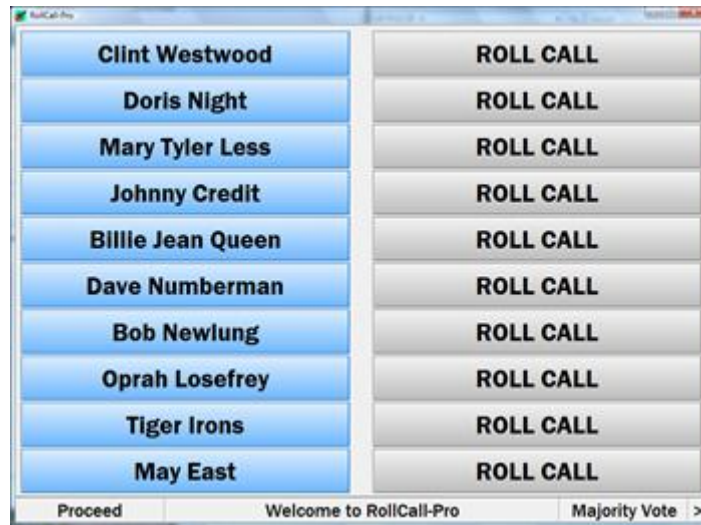 RollCall-Pro
Clint Westwood ROLL CALL
Doris Night ROLL CALL
Mary Tyler Less ROLL CALL
Johnny Credit ROLL CALL
Billie Jean Queen ROLL CALL
Dave Numberman ROLL CALL
Bob Newlung ROLL CALL
Oprah Losefrey ROLL CALL
Tiger Irons ROLL CALL
May East ROLL CALL
Proceed Welcome to RollCall-Pro Majority Vote >